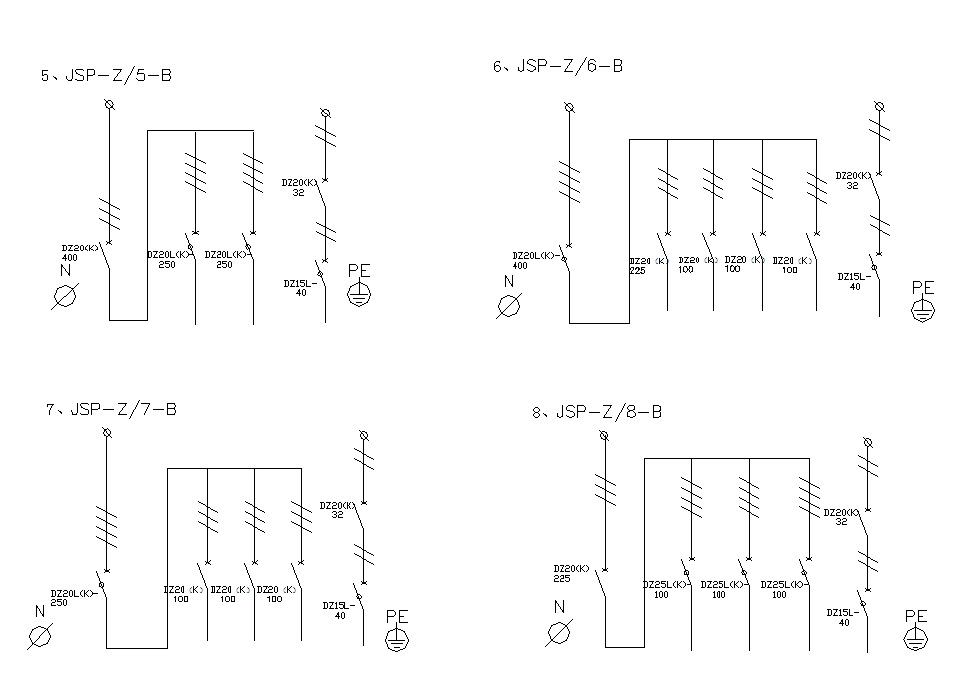 5、JSP-Z/5-B
DZ20(K)
32
DZ20(K)
400
DZ20L(K)-
250
DZ20L(K)-
250
N
PE
DZ15L-
40
6、JSP-Z/6-B
DZ20(K)
32
DZ20L(K)-
400
DZ20 (K)
225
DZ20 (K)
100
DZ20 (K)
100
DZ20 (K)
100
N
DZ15L-
40
PE
7、JSP-Z/7-B
DZ20(K)
32
DZ20L(K)-
250
DZ20 (K)
100
DZ20 (K)
100
DZ20 (K)
100
N
DZ15L-
40
PE
8、JSP-Z/8-B
DZ20(K)
32
DZ20(K)
225
DZ25L(K)-
100
DZ25L(K)-
100
DZ25L(K)-
100
N
DZ15L-
40
PE